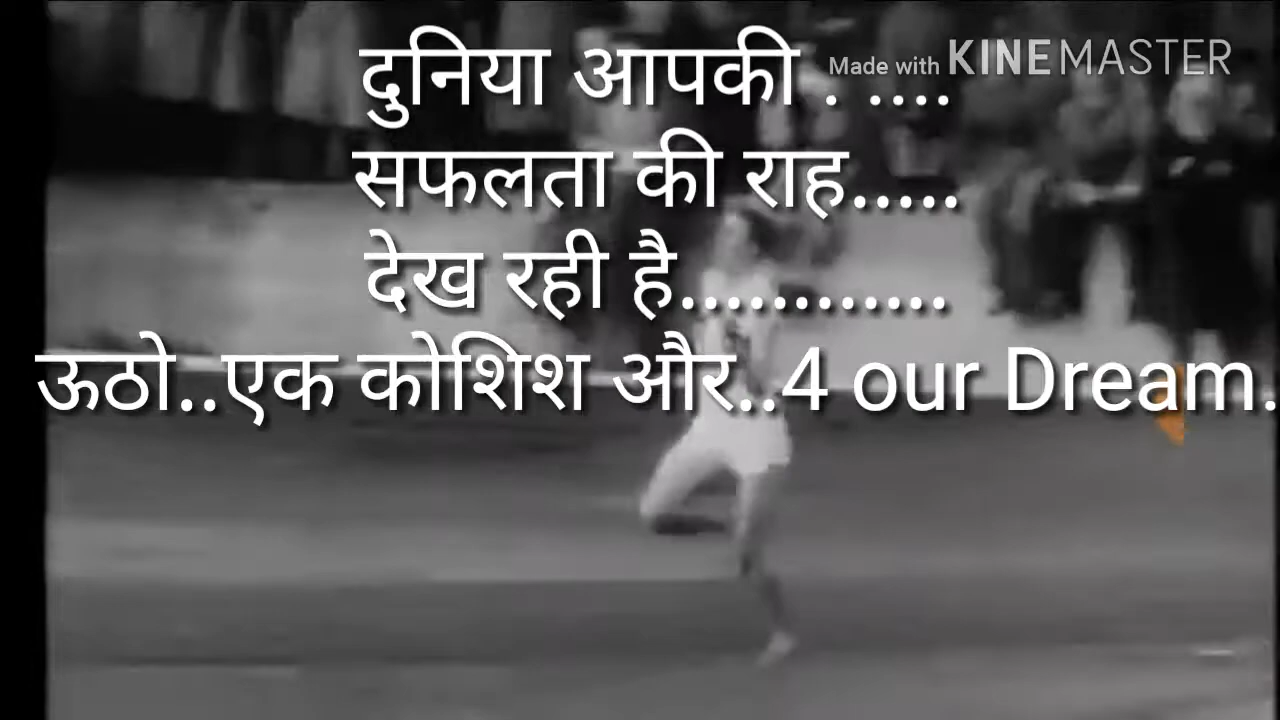 दुनिया आपकी . ....
Made with KINEMASTER
सफलता की राह.....
देख रही है............
ऊठो..एक कोशिश और..4 our Dream.